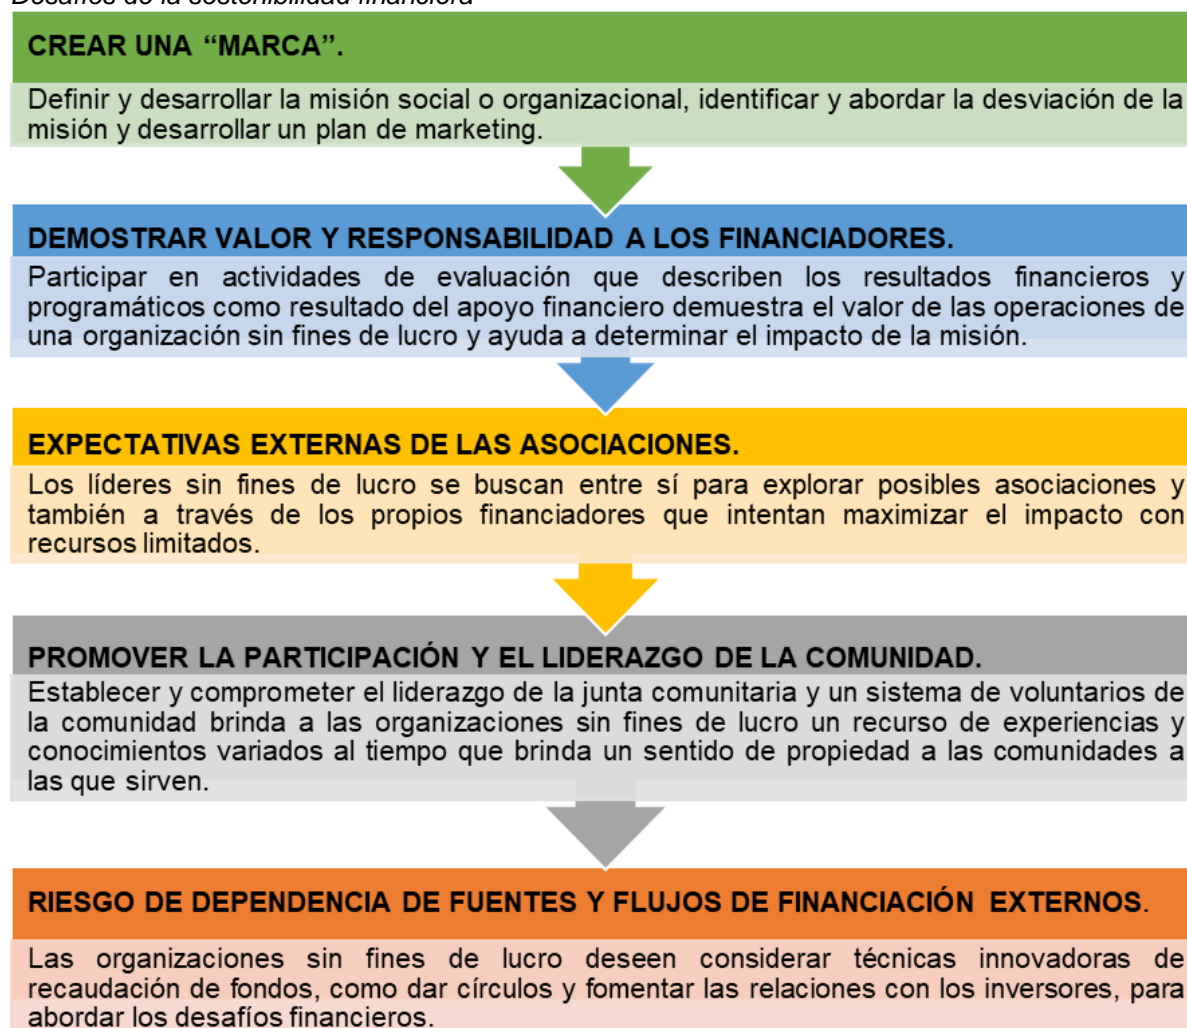 Desafíos de la sostenibilidad financiera
CREAR UNA “MARCA”.
Definir y desarrollar la misión social o organizacional, identificar y abordar la desviación de la
misión y desarrollar un plan de marketing.
DEMOSTRAR VALOR Y RESPONSABILIDAD A LOS FINANCIADORES.
Participar en actividades de evaluación que describen los resultados financieros y
programáticos como resultado del apoyo financiero demuestra el valor de las operaciones de
una organización sin fines de lucro y ayuda a determinar el impacto de la misión.
EXPECTATIVAS EXTERNAS DE LAS ASOCIACIONES.
Los líderes sin fines de lucro se buscan entre sí para explorar posibles asociaciones y
también a través de los propios financiadores que intentan maximizar el impacto con
recursos limitados.
PROMOVER LA PARTICIPACIÓN Y EL LIDERAZGO DE LA COMUNIDAD.
Establecer y comprometer el liderazgo de la junta comunitaria y un sistema de voluntarios de
la comunidad brinda a las organizaciones sin fines de lucro un recurso de experiencias y
conocimientos variados al tiempo que brinda un sentido de propiedad a las comunidades a
las que sirven.
RIESGO DE DEPENDENCIA DE FUENTES Y FLUJOS DE FINANCIACIÓN EXTERNOS.
Las organizaciones sin fines de lucro deseen considerar técnicas innovadoras de
recaudación de fondos, como dar círculos y fomentar las relaciones con los inversores, para
abordar los desafíos financieros.